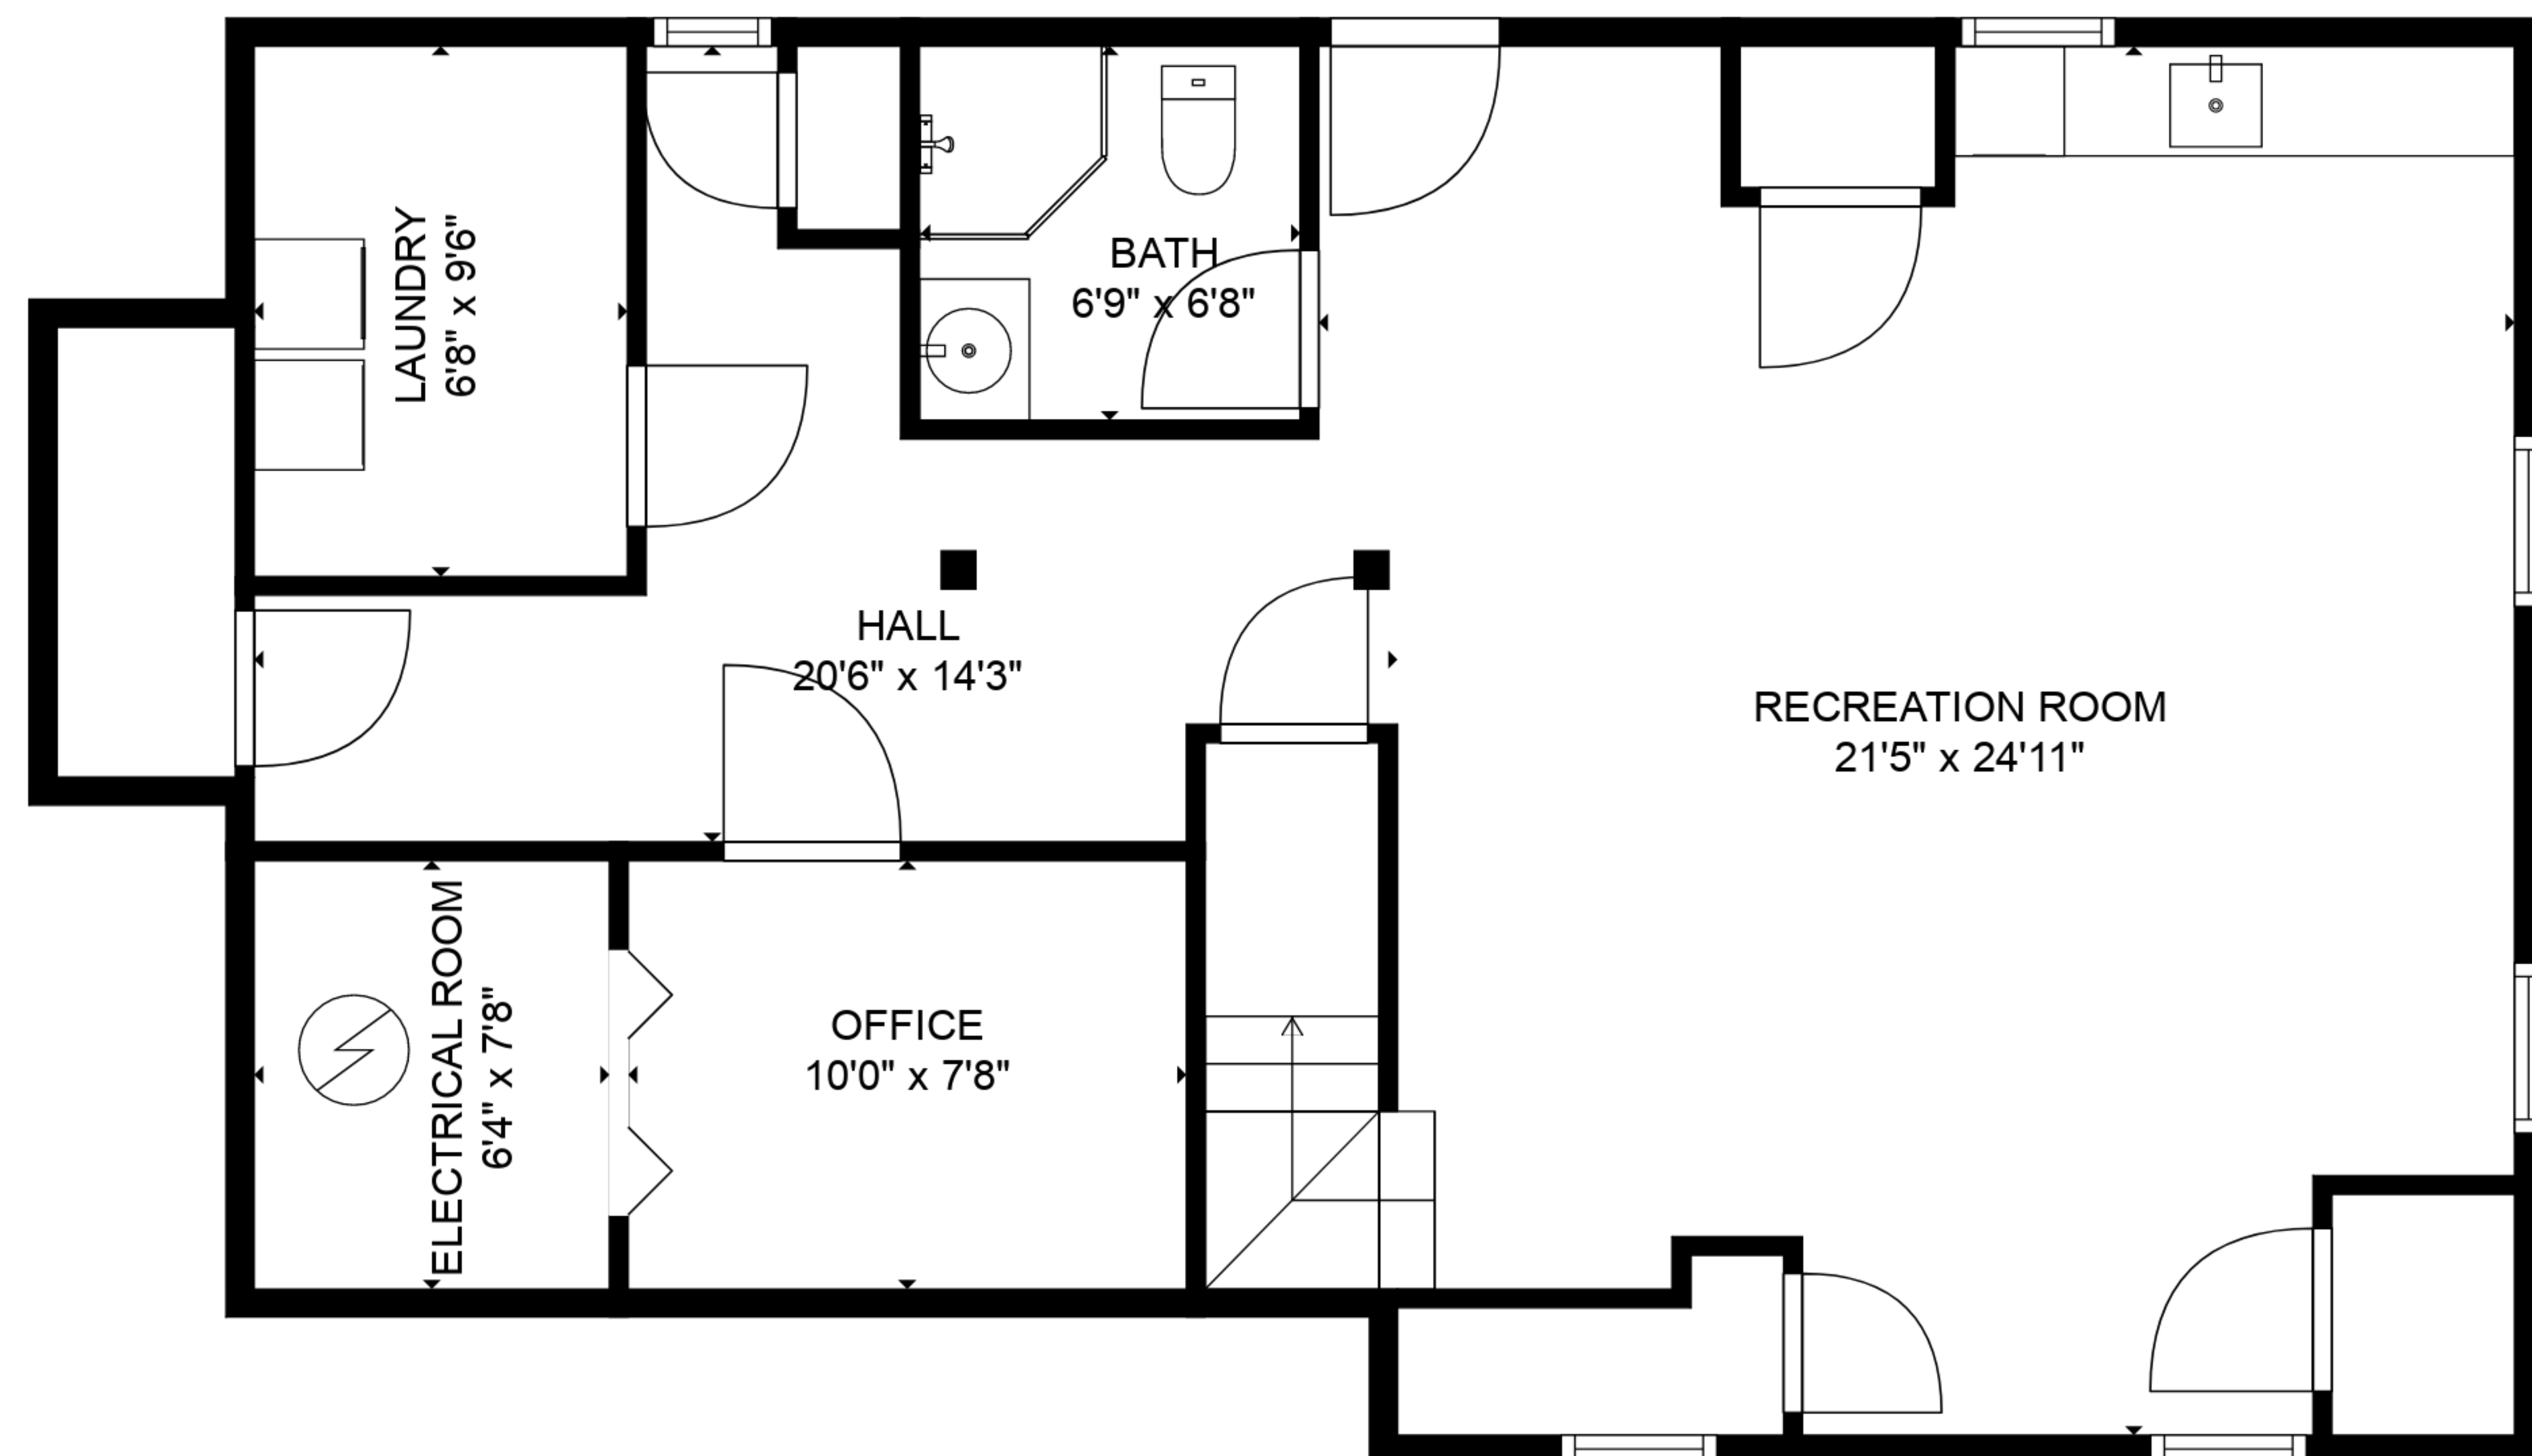 LAUNDRY
6'8" x 9'6"
BATH
6'9" x 6'8"
HALL
20'6" x 14'3"
RECREATION ROOM
21'5" x 24'11"
ELECTRICAL ROOM
6'4" x 7'8"
OFFICE
10'0" x 7'8"